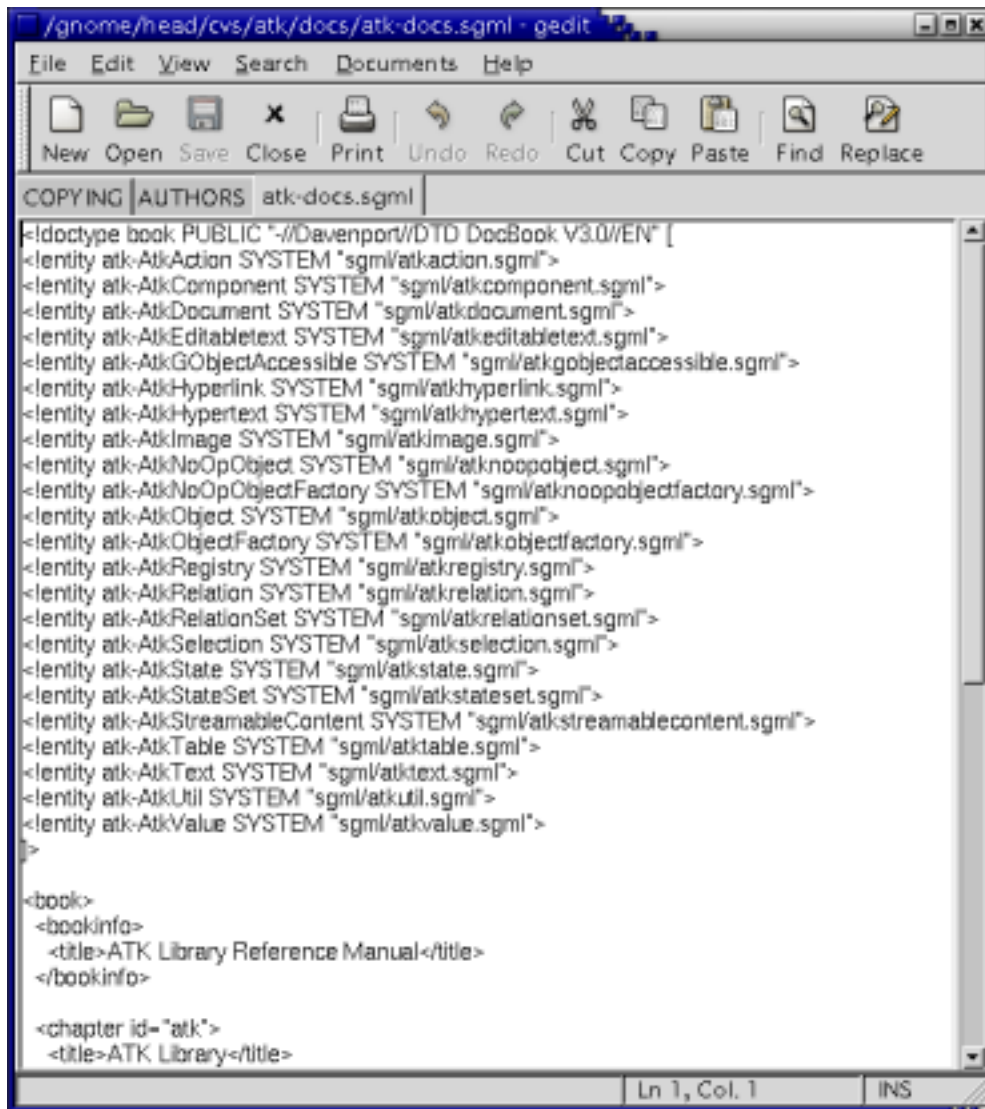 /gnome/head/cvs/atk/docs/atk-docs.sgml - gedit
File Edit View Search Documents Help
New Open Save Close Print Undo Redo Cut Copy Paste Find Replace
COPYING AUTHORS atk-docs.sgml
<!doctype book PUBLIC "-//Davenport//DTD DocBook V3.0//EN" [
<!entity atk-AtkAction SYSTEM "sgml/atkaction.sgml">
<!entity atk-AtkComponent SYSTEM "sgml/atkcomponent.sgml">
<!entity atk-AtkDocument SYSTEM "sgml/atkdocument.sgml">
<!entity atk-AtkEditabletext SYSTEM "sgml/atkeditabletext.sgml">
<!entity atk-AtkGObjectAccessible SYSTEM "sgml/atkgobjectaccessible.sgml">
<!entity atk-AtkHyperlink SYSTEM "sgml/atkhyperlink.sgml">
<!entity atk-AtkHypertext SYSTEM "sgml/atkhypertext.sgml">
<!entity atk-AtkImage SYSTEM "sgml/atkimage.sgml">
<!entity atk-AtkNoOpObject SYSTEM "sgml/atknoopobject.sgml">
<!entity atk-AtkNoOpObjectFactory SYSTEM "sgml/atknoopobjectfactory.sgml">
<!entity atk-AtkObject SYSTEM "sgml/atkobject.sgml">
<!entity atk-AtkObjectFactory SYSTEM "sgml/atkobjectfactory.sgml">
<!entity atk-AtkRegistry SYSTEM "sgml/atkregistry.sgml">
<!entity atk-AtkRelation SYSTEM "sgml/atkrelation.sgml">
<!entity atk-AtkRelationSet SYSTEM "sgml/atkrelationset.sgml">
<!entity atk-AtkSelection SYSTEM "sgml/atkselection.sgml">
<!entity atk-AtkState SYSTEM "sgml/atkstate.sgml">
<!entity atk-AtkStateSet SYSTEM "sgml/atkstateset.sgml">
<!entity atk-AtkStreamableContent SYSTEM "sgml/atkstreamablecontent.sgml">
<!entity atk-AtkTable SYSTEM "sgml/atktable.sgml">
<!entity atk-AtkText SYSTEM "sgml/atktext.sgml">
<!entity atk-AtkUtil SYSTEM "sgml/atkutil.sgml">
<!entity atk-AtkValue SYSTEM "sgml/atkvalue.sgml">
]>
<book>
<bookinfo>
<title>ATK Library Reference Manual</title>
</bookinfo>
<chapter id="atk">
<title>ATK Library</title>
Ln 1, Col. 1 INS